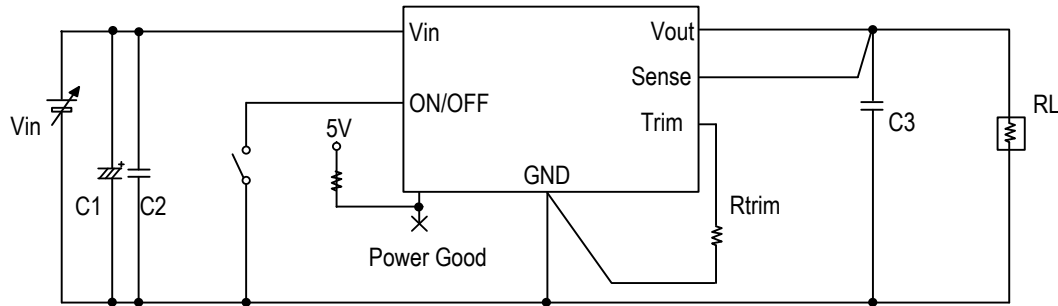 Vin
Vout
Sense
ON/OFF
Trim
5V
GND
Vin
C1
+
C2
Power Good
Rtrim
C3
RL